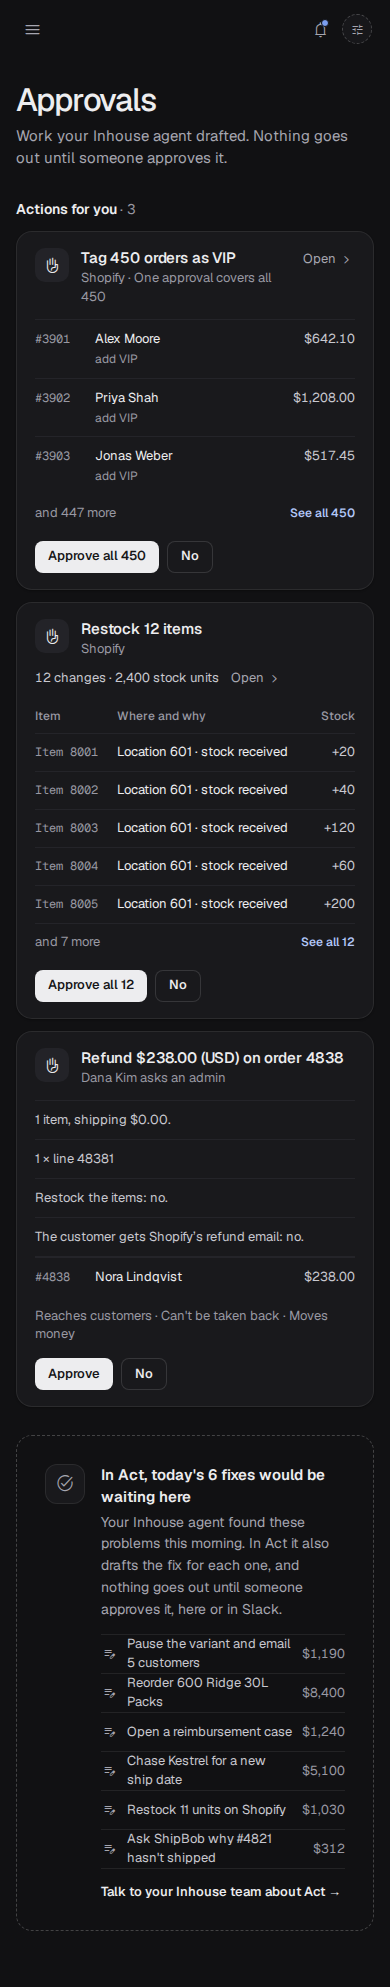 Approvals
Work your Inhouse agent drafted. Nothing goes
out until someone approves it.
Actions for you · 3
Tag 450 orders as VIP
Open >
Shopify · One approval covers all
450
#3901 Alex Moore $642.10
add VIP
#3902 Priya Shah $1,208.00
add VIP
#3903 Jonas Weber $517.45
add VIP
and 447 more See all 450
Approve all 450 No
Restock 12 items
Shopify
12 changes · 2,400 stock units Open >
Item Where and why Stock
Item 8001 Location 601 · stock received +20
Item 8002 Location 601 · stock received +40
Item 8003 Location 601 · stock received +120
Item 8004 Location 601 · stock received +60
Item 8005 Location 601 · stock received +200
and 7 more See all 12
Approve all 12 No
Refund $238.00 (USD) on order 4838
Dana Kim asks an admin
1 item, shipping $0.00.
1 × line 48381
Restock the items: no.
The customer gets Shopify's refund email: no.
#4838 Nora Lindqvist $238.00
Reaches customers · Can't be taken back · Moves
money
Approve No
In Act, today's 6 fixes would be
waiting here
Your Inhouse agent found these
problems this morning. In Act it also
drafts the fix for each one, and
nothing goes out until someone
approves it, here or in Slack.
Pause the variant and email
5 customers
$1,190
Reorder 600 Ridge 30L
Packs
$8,400
Open a reimbursement case $1,240
Chase Kestrel for a new
ship date
$5,100
Restock 11 units on Shopify $1,030
Ask ShipBob why #4821
hasn't shipped
$312
Talk to your Inhouse team about Act →